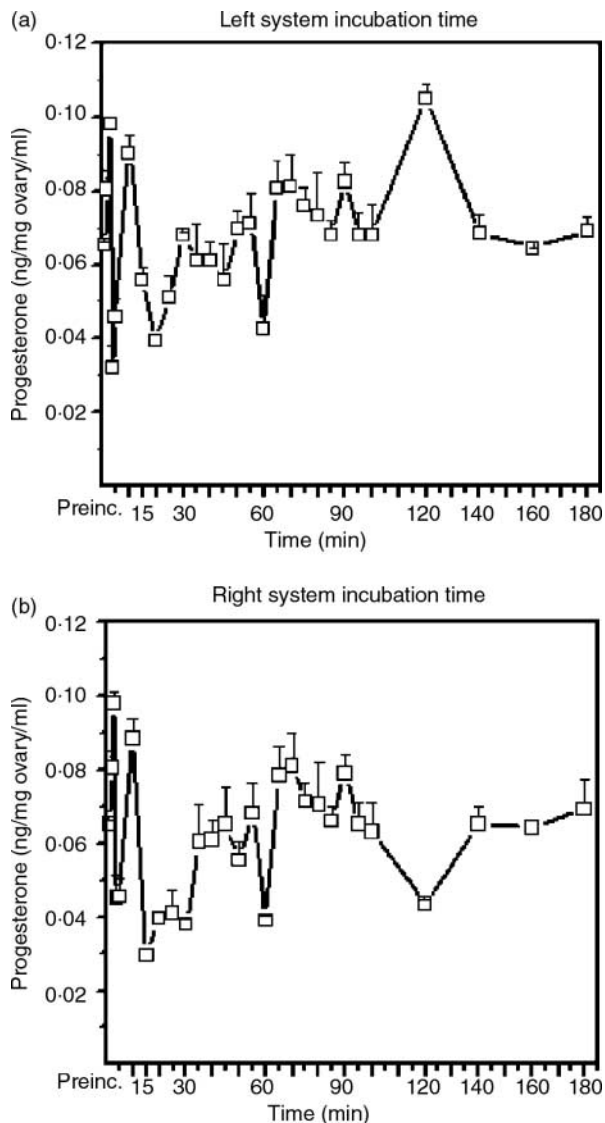 (a)
Left system incubation time
Progesterone (ng/mg ovary/ml)
0·12
0·10
0·08
0·06
0·04
0·02
Preinc. 15 30 60 90 120 140 160 180
Time (min)
(b)
Right system incubation time
Progesterone (ng/mg ovary/ml)
0·12
0·10
0·08
0·06
0·04
0·02
Preinc. 15 30 60 90 120 140 160 180
Time (min)